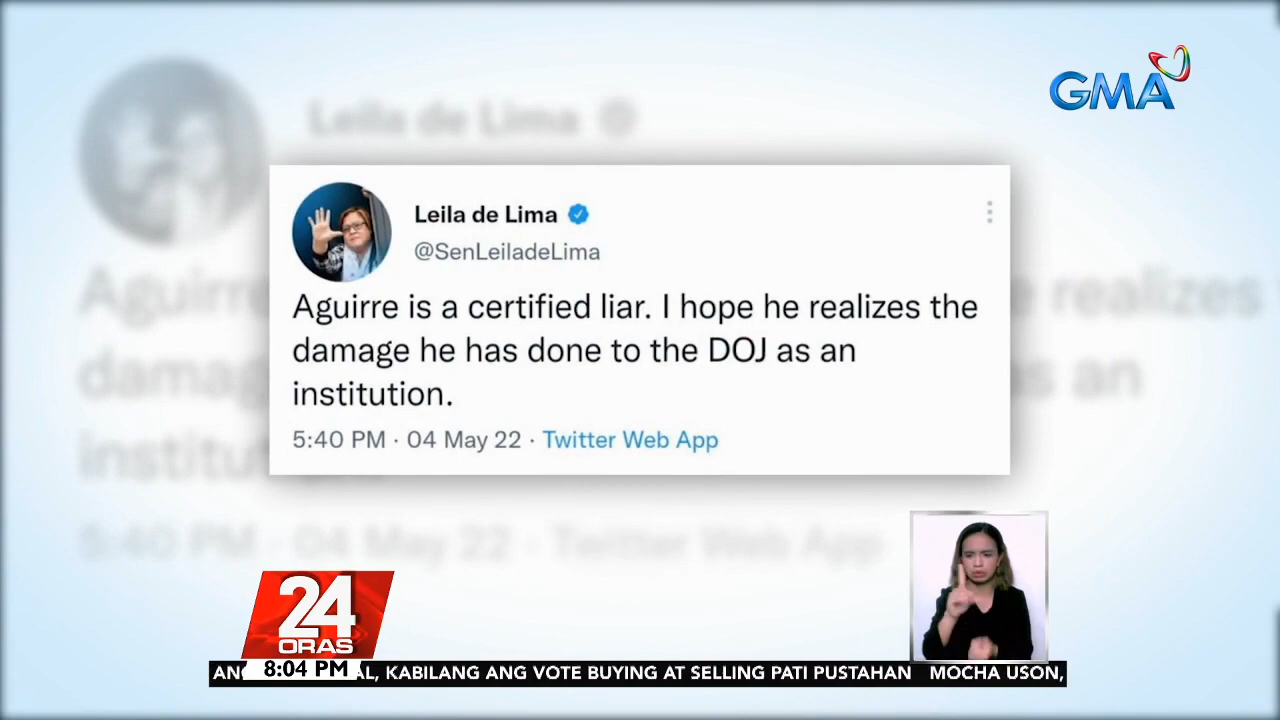 GMA
Leila de Lima
@SenLeiladeLima
Aguirre is a certified liar. I hope he realizes the
damage he has done to the DOJ as an
institution.
5:40 PM · 04 May 22 · Twitter Web App
24
ORAS
8:04 PM
AL, KABILANG ANG VOTE BUYING AT SELLING PATI PUSTAHAN MOCHA USON,